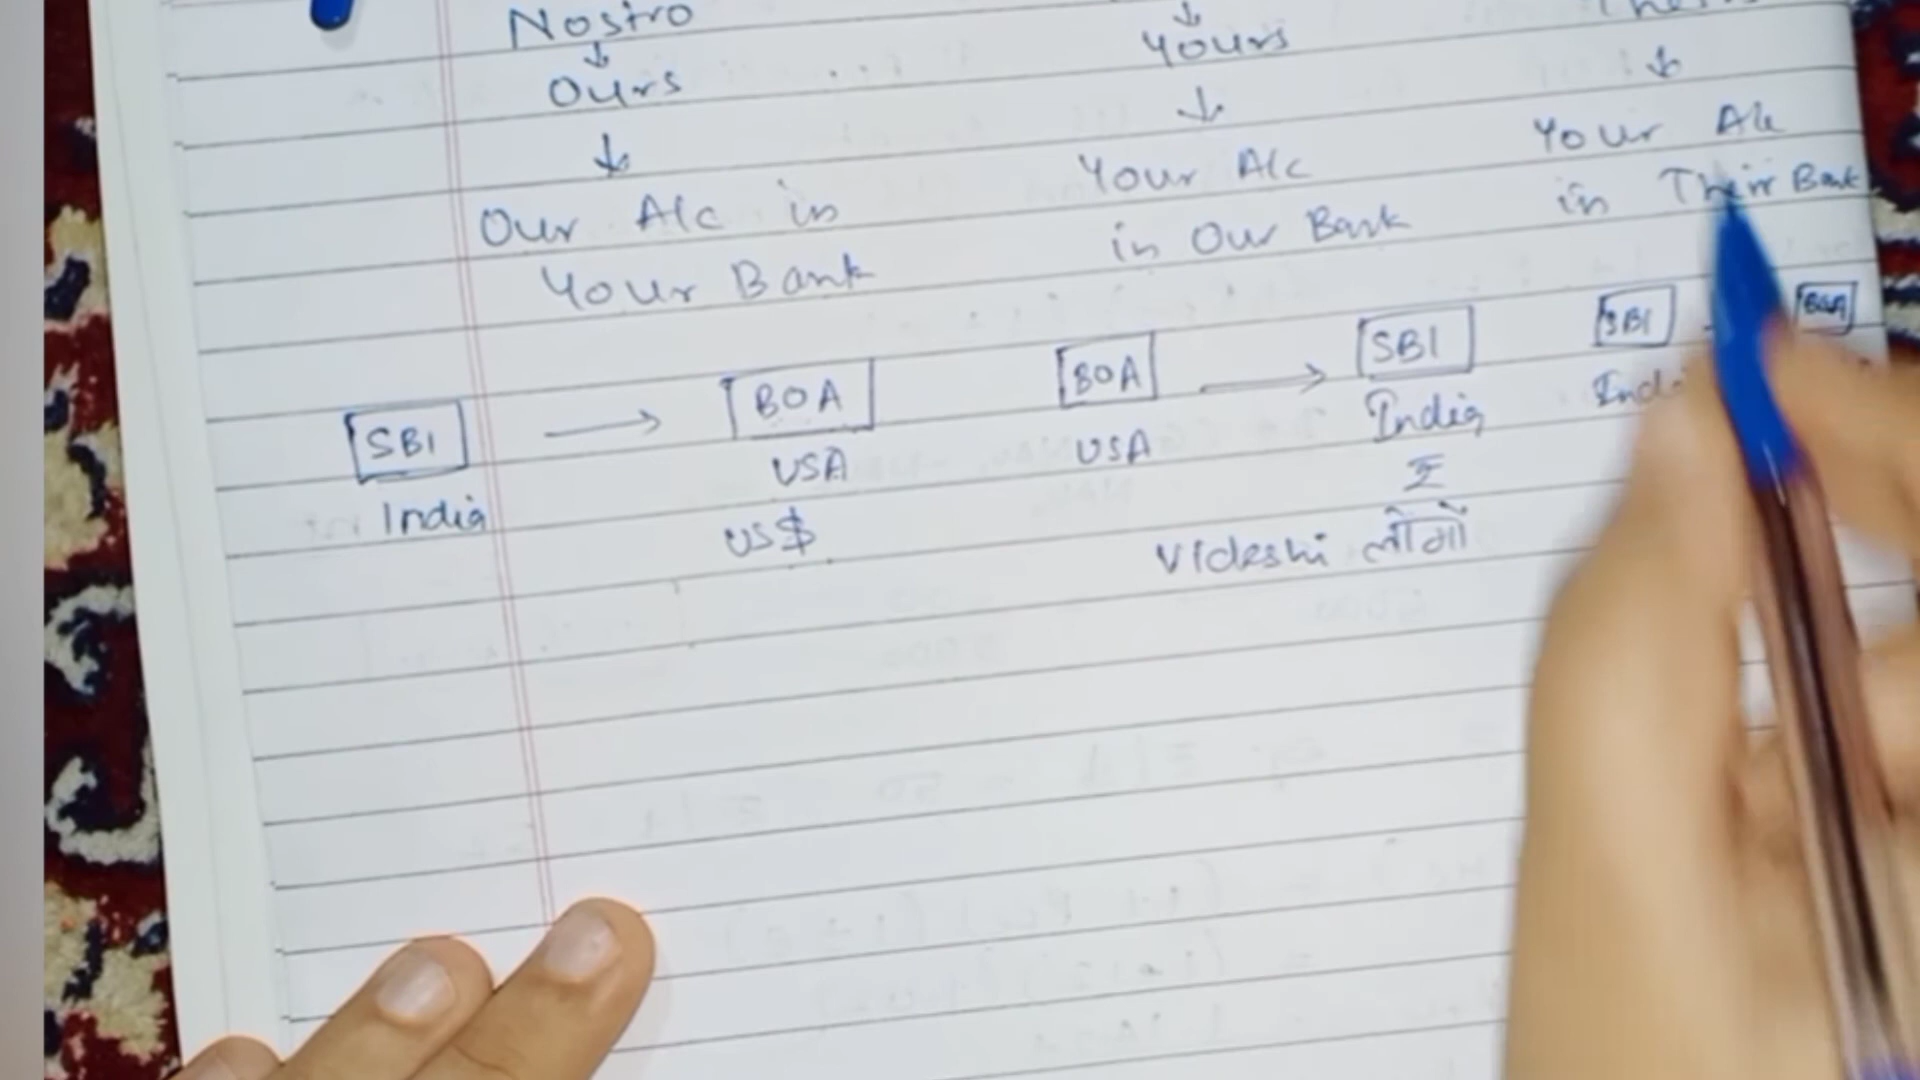 Nostro
Ours
Our A/c in
Your Bank
SBI
India
BOA
USA
US$
Yours
Your A/c
in Our Bank
BOA
USA
SBI
India
₹
Videshi लोगो
Your A/c
in Their Bank
SBI
BOA